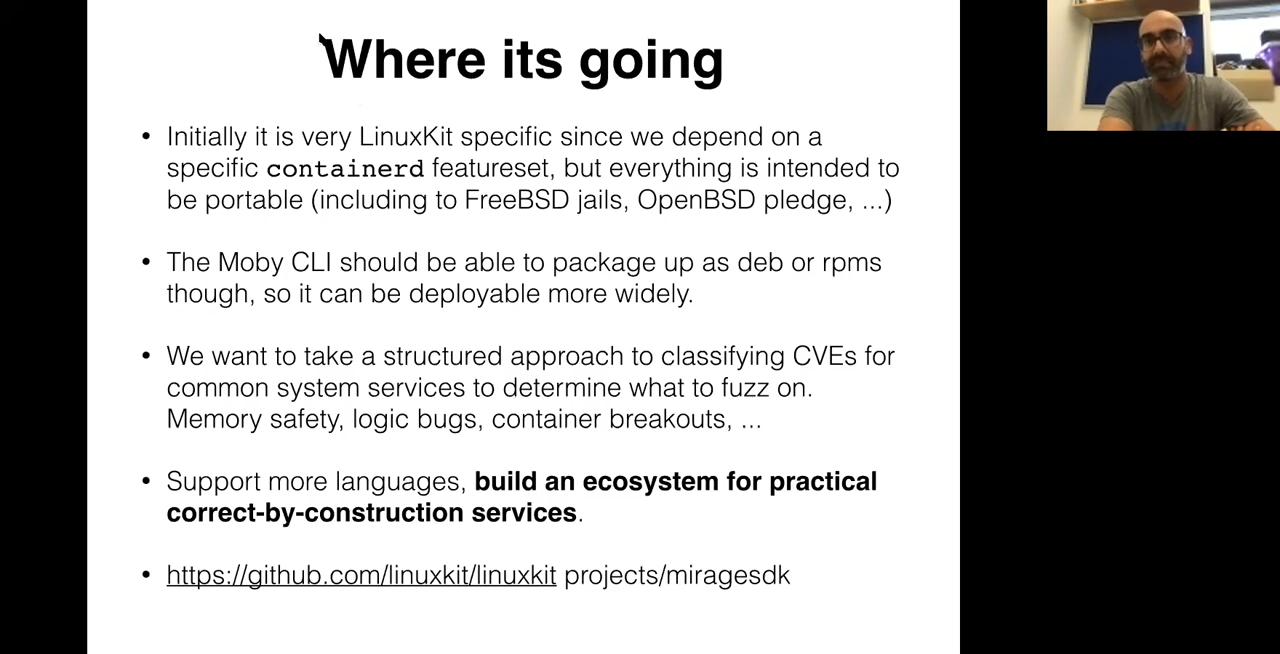 Where its going
• Initially it is very LinuxKit specific since we depend on a
specific containerd featureset, but everything is intended to
be portable (including to FreeBSD jails, OpenBSD pledge, ...)
• The Moby CLI should be able to package up as deb or rpms
though, so it can be deployable more widely.
• We want to take a structured approach to classifying CVEs for
common system services to determine what to fuzz on.
Memory safety, logic bugs, container breakouts, ...
• Support more languages, build an ecosystem for practical
correct-by-construction services.
• https://github.com/linuxkit/linuxkit projects/miragesdk